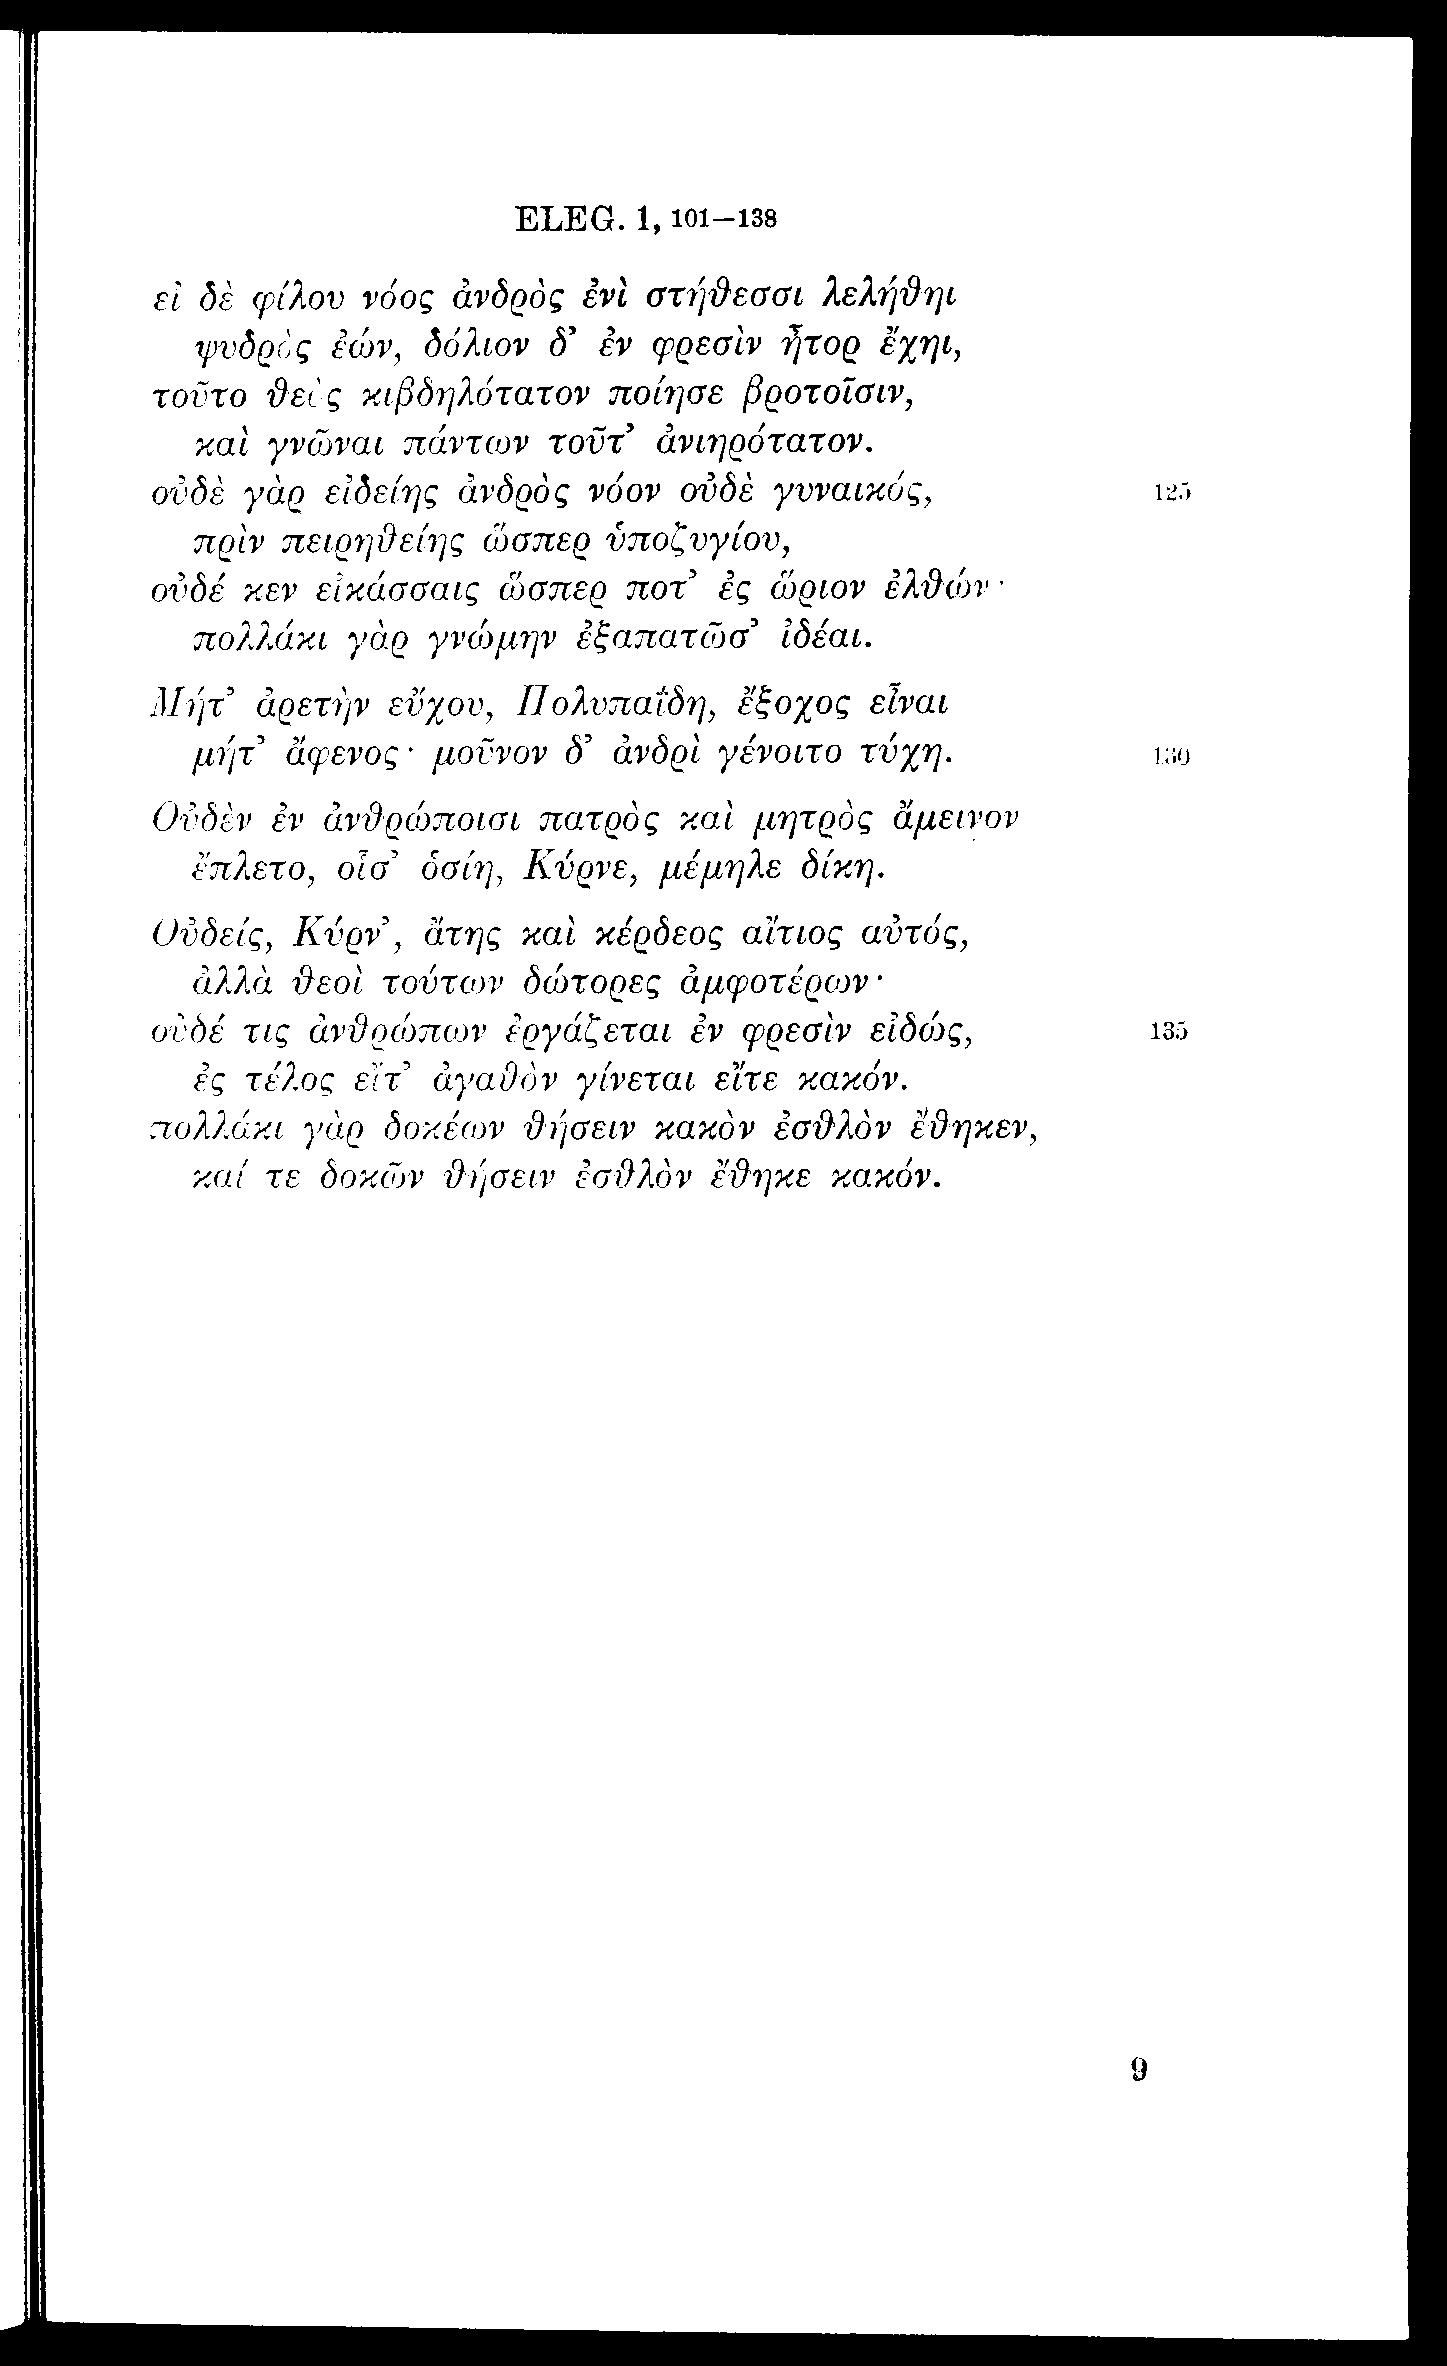 ELEG. 1, 101–138
εἰ δὲ φίλου νόος ἀνδρὸς ἐνὶ στήθεσσι λελήθηι
ψυδρὸς ἐών, δόλιον δ’ ἐν φρεσὶν ἦτορ ἔχηι,
τοῦτο θεὸς κιβδηλότατον ποίησε βροτοῖσιν,
καὶ γνῶναι πάντων τοῦτ’ ἀνιηρότατον.
οὐδὲ γὰρ εἰδείης ἀνδρὸς νόον οὐδὲ γυναικός, 125
πρὶν πειρηθείης ὥσπερ ὑποζυγίου,
οὐδέ κεν εἰκάσσαις ὥσπερ ποτ’ ἐς ὥριον ἐλθών·
πολλάκι γὰρ γνώμην ἐξαπατῶσ’ ἰδέαι.
Μήτ’ ἀρετὴν εὔχου, Πολυπαΐδη, ἔξοχος εἶναι
μήτ’ ἄφενος· μοῦνον δ’ ἀνδρὶ γένοιτο τύχη. 130
Οὐδὲν ἐν ἀνθρώποισι πατρὸς καὶ μητρὸς ἄμεινον
ἔπλετο, οἷσ’ ὁσίη, Κύρνε, μέμηλε δίκη.
Οὐδείς, Κύρν’, ἄτης καὶ κέρδεος αἴτιος αὐτός,
ἀλλὰ θεοὶ τούτων δώτορες ἀμφοτέρων·
οὐδέ τις ἀνθρώπων ἐργάζεται ἐν φρεσὶν εἰδώς, 135
ἐς τέλος εἴτ’ ἀγαθὸν γίνεται εἴτε κακόν.
πολλάκι γὰρ δοκέων θήσειν κακὸν ἐσθλὸν ἔθηκεν,
καί τε δοκῶν θήσειν ἐσθλὸν ἔθηκε κακόν.
9